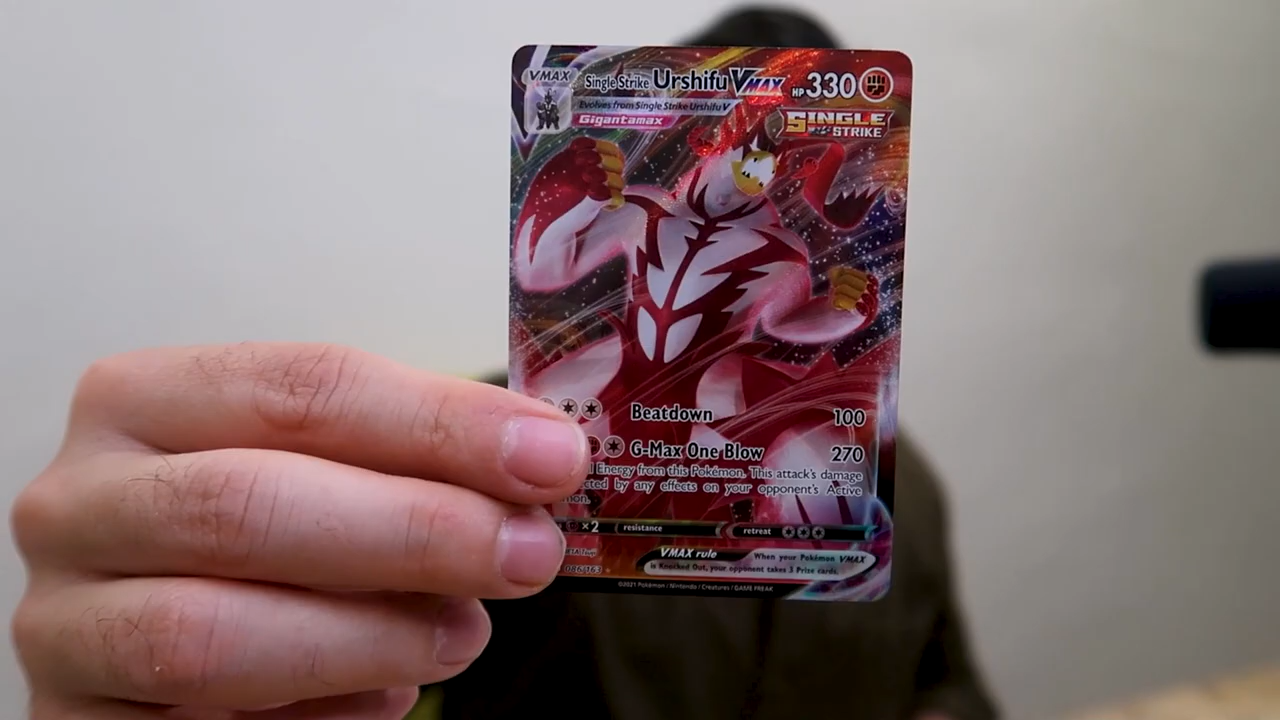 VMAX
Single Strike Urshifu VMAX HP 330
Evolves from Single Strike Urshifu V
Gigantamax
SINGLE STRIKE
Beatdown 100
G-Max One Blow 270
Energy from this Pokémon. This attack's damage
by any effects on your opponent's Active
×2 resistance retreat
VMAX rule When your Pokémon VMAX
is Knocked Out, your opponent takes 3 Prize cards.
086/163
©2021 Pokémon / Nintendo / Creatures / GAME FREAK